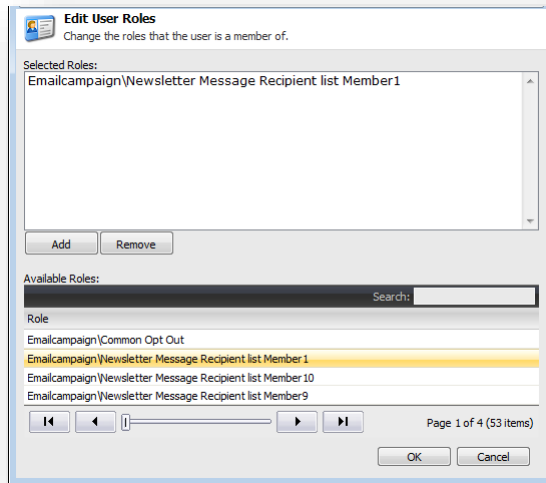 Edit User Roles
Change the roles that the user is a member of.
Selected Roles:
Emailcampaign\Newsletter Message Recipient list Member1
Add Remove
Available Roles:
Search:
Role
Emailcampaign\Common Opt Out
Emailcampaign\Newsletter Message Recipient list Member1
Emailcampaign\Newsletter Message Recipient list Member10
Emailcampaign\Newsletter Message Recipient list Member9
Page 1 of 4 (53 items)
OK Cancel